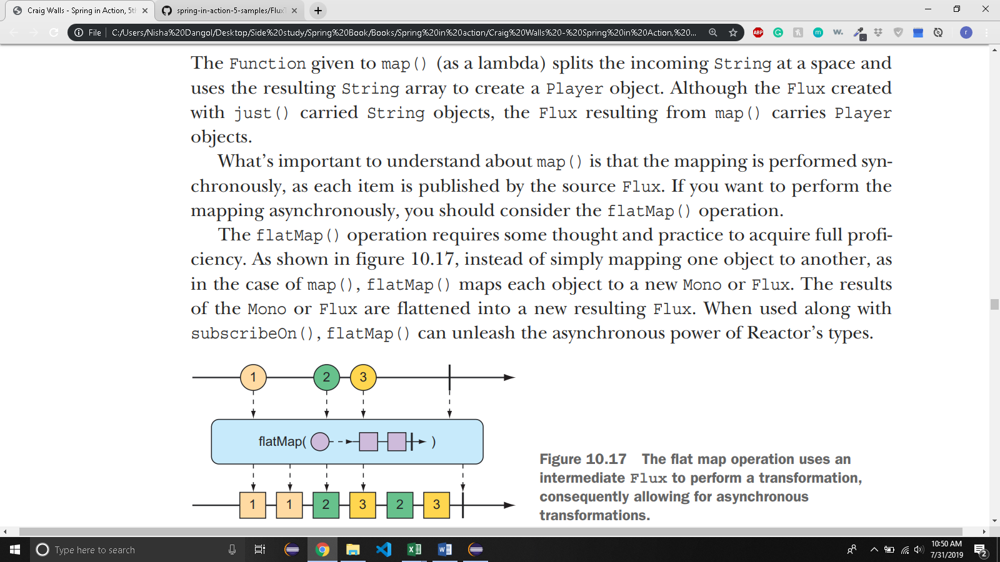 Craig Walls - Spring in Action, 5th
spring-in-action-5-samples/Flux
File
C:/Users/Nisha%20Dangol/Desktop/Side%20study/Spring%20Book/Books/Spring%20in%20action/Craig%20Walls%20-%20Spring%20in%20Action,%20...
ABP
G
m
w.
r
The Function given to map() (as a lambda) splits the incoming String at a space and
uses the resulting String array to create a Player object. Although the Flux created
with just() carried String objects, the Flux resulting from map() carries Player
objects.
What's important to understand about map() is that the mapping is performed syn-
chronously, as each item is published by the source Flux. If you want to perform the
mapping asynchronously, you should consider the flatMap() operation.
The flatMap() operation requires some thought and practice to acquire full profi-
ciency. As shown in figure 10.17, instead of simply mapping one object to another, as
in the case of map(), flatMap() maps each object to a new Mono or Flux. The results
of the Mono or Flux are flattened into a new resulting Flux. When used along with
subscribeOn(), flatMap() can unleash the asynchronous power of Reactor's types.
1 2 3
flatMap( )
1 1 2 3 2 3
Figure 10.17 The flat map operation uses an
intermediate Flux to perform a transformation,
consequently allowing for asynchronous
transformations.
Type here to search
10:50 AM
7/31/2019
2